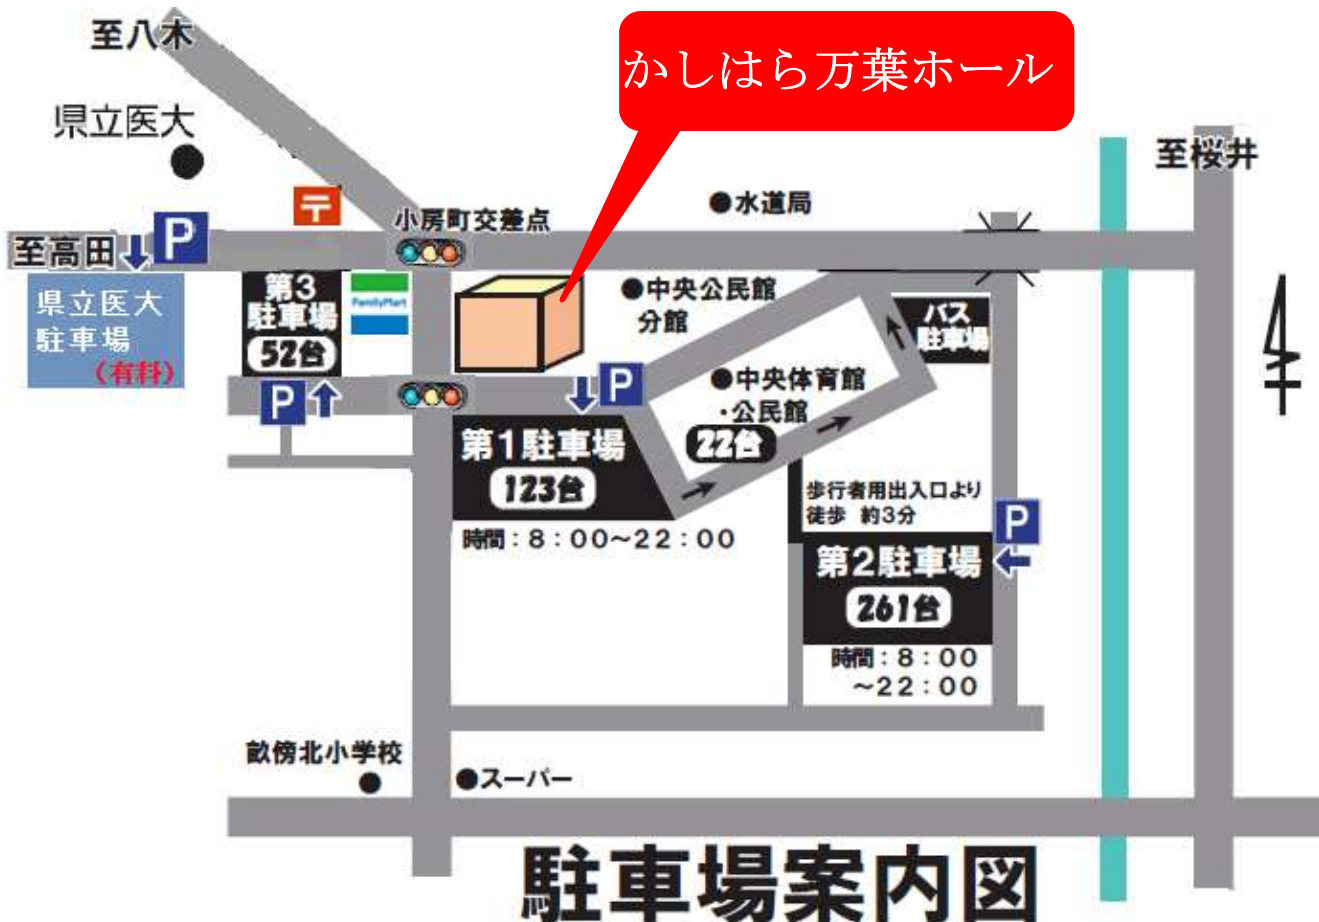 至八木
かしはら万葉ホール
県立医大
至桜井
●水道局
〒
小房町交差点
P
至高田
県立医大
駐車場
(有料)
第3
駐車場
52台
FamilyMart
●中央公民館
分館
バス
駐車場
P
●中央体育館
・公民館
22台
P
第1駐車場
123台
時間：8：00～22：00
歩行者用出入口より
徒歩 約3分
P
第2駐車場
261台
時間：8：00
～22：00
畝傍北小学校
●スーパー
駐車場案内図